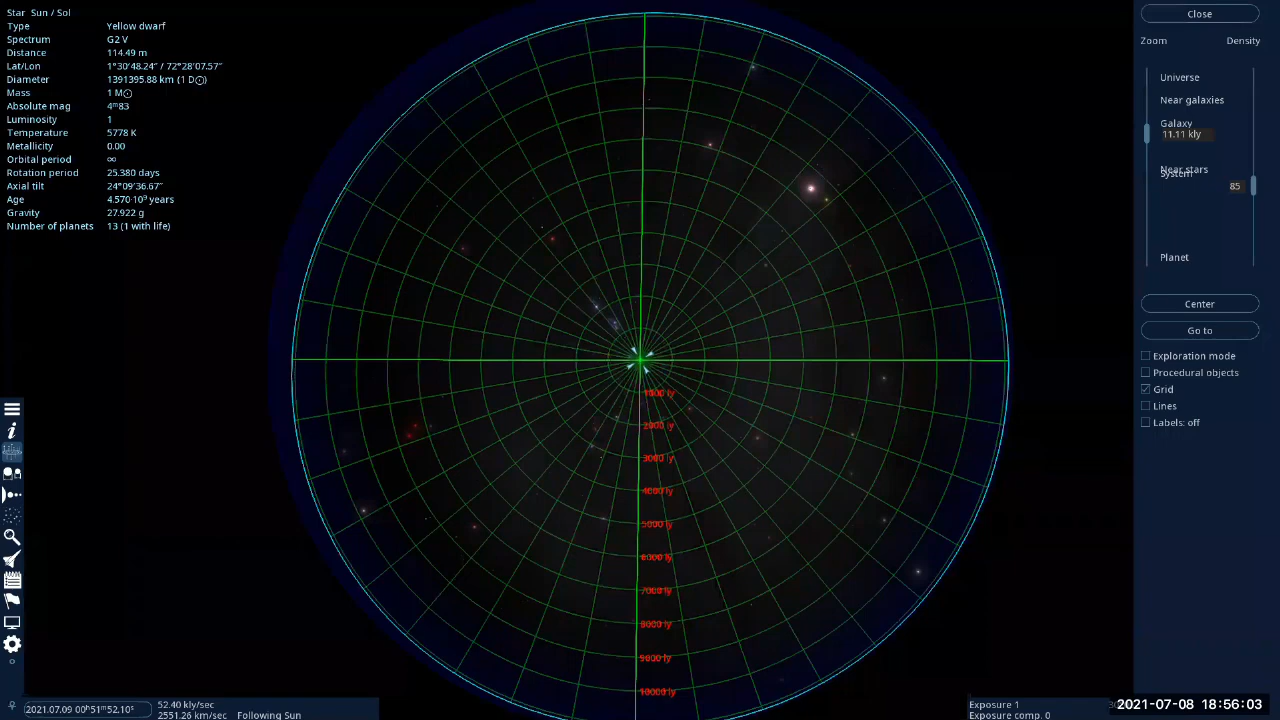 Star Sun / Sol
Type Yellow dwarf
Spectrum G2 V
Distance 114.49 m
Lat/Lon 1°30'48.24" / 72°28'07.57"
Diameter 1391395.88 km (1 D☉)
Mass 1 M☉
Absolute mag 4ᵐ83
Luminosity 1
Temperature 5778 K
Metallicity 0.00
Orbital period ∞
Rotation period 25.380 days
Axial tilt 24°09'36.67"
Age 4.570·10⁹ years
Gravity 27.922 g
Number of planets 13 (1 with life)
1000 ly
2000 ly
3000 ly
4000 ly
5000 ly
6000 ly
7000 ly
8000 ly
9000 ly
10000 ly
Close
Zoom Density
Universe
Near galaxies
Galaxy
11.11 kly
Near stars
System
85
Planet
Center
Go to
Exploration mode
Procedural objects
Grid
Lines
Labels: off
2021.07.09 00ʰ51ᵐ52.10ˢ
52.40 kly/sec
2551.26 km/sec Following Sun
Exposure 1
Exposure comp. 0
2021-07-08 18:56:03